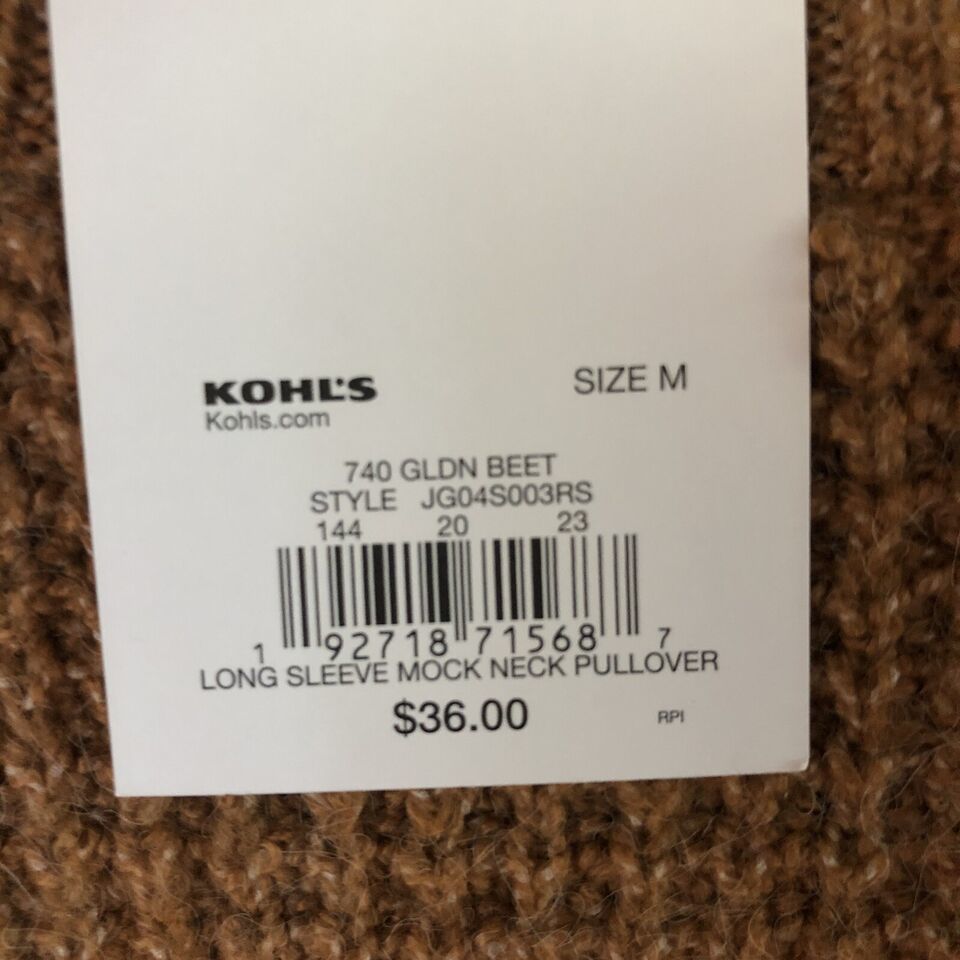 KOHL'S
Kohls.com
SIZE M
740 GLDN BEET
STYLE JG04S003RS
144 20 23
1 92718 71568 7
LONG SLEEVE MOCK NECK PULLOVER
$36.00
RPI